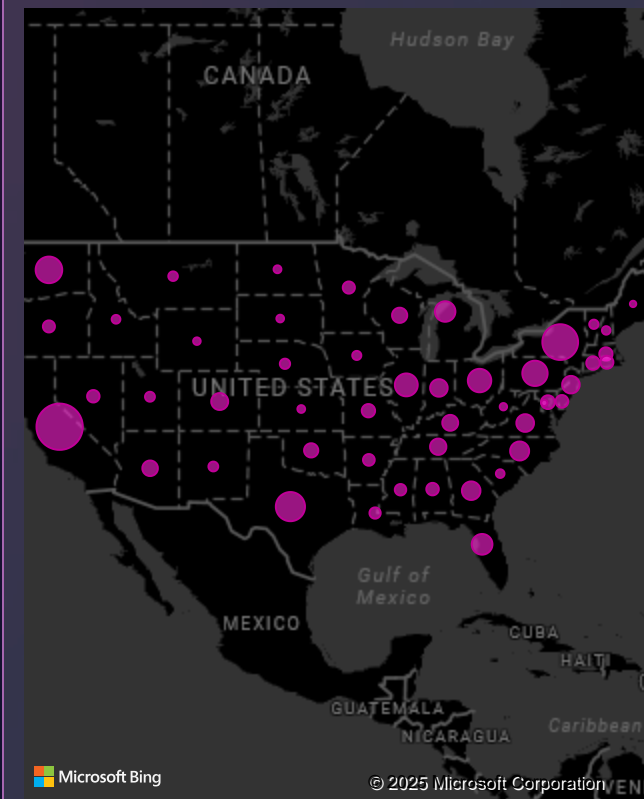 Hudson Bay
CANADA
UNITED STATES
Gulf of
Mexico
MEXICO
CUBA
HAITI
GUATEMALA
Caribbean
NICARAGUA
Microsoft Bing
© 2025 Microsoft Corporation
VEN